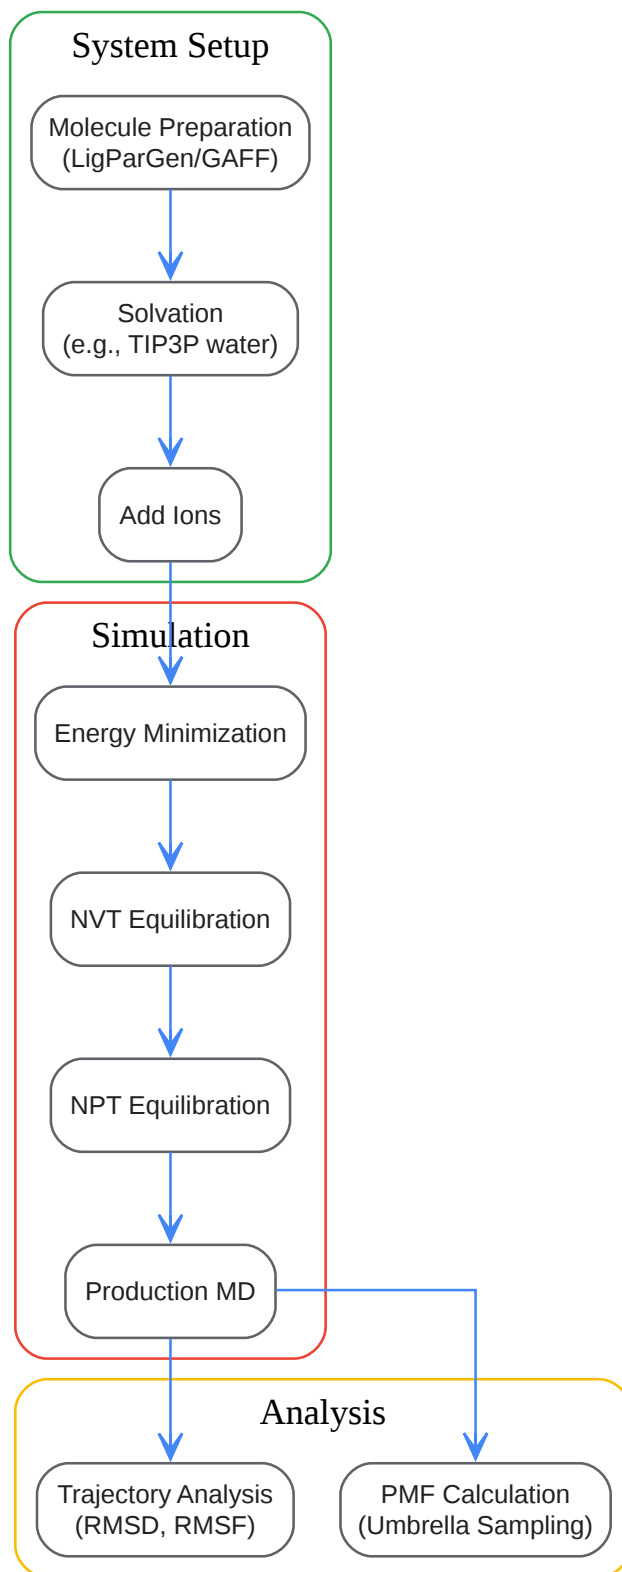 System Setup
Molecule Preparation
(LigParGen/GAFF)
Solvation
(e.g., TIP3P water)
Add Ions
Simulation
Energy Minimization
NVT Equilibration
NPT Equilibration
Production MD
Analysis
Trajectory Analysis
(RMSD, RMSF)
PMF Calculation
(Umbrella Sampling)